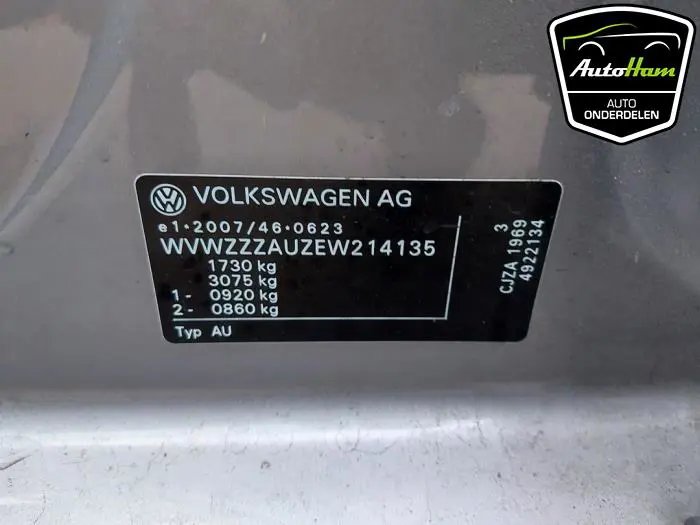 VOLKSWAGEN AG
e1*2007/46*0623
WVWZZZAUZEW214135
1730 kg
3075 kg
1- 0920 kg
2- 0860 kg
Typ AU
3
CJZA 1969
4922134
AutoHam
AUTO
ONDERDELEN